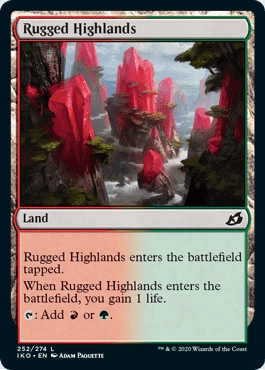 Rugged Highlands
Land
Rugged Highlands enters the battlefield
tapped.
When Rugged Highlands enters the
battlefield, you gain 1 life.
: Add or .
252/274 L
IKO • EN Adam Paquette
™ & © 2020 Wizards of the Coast